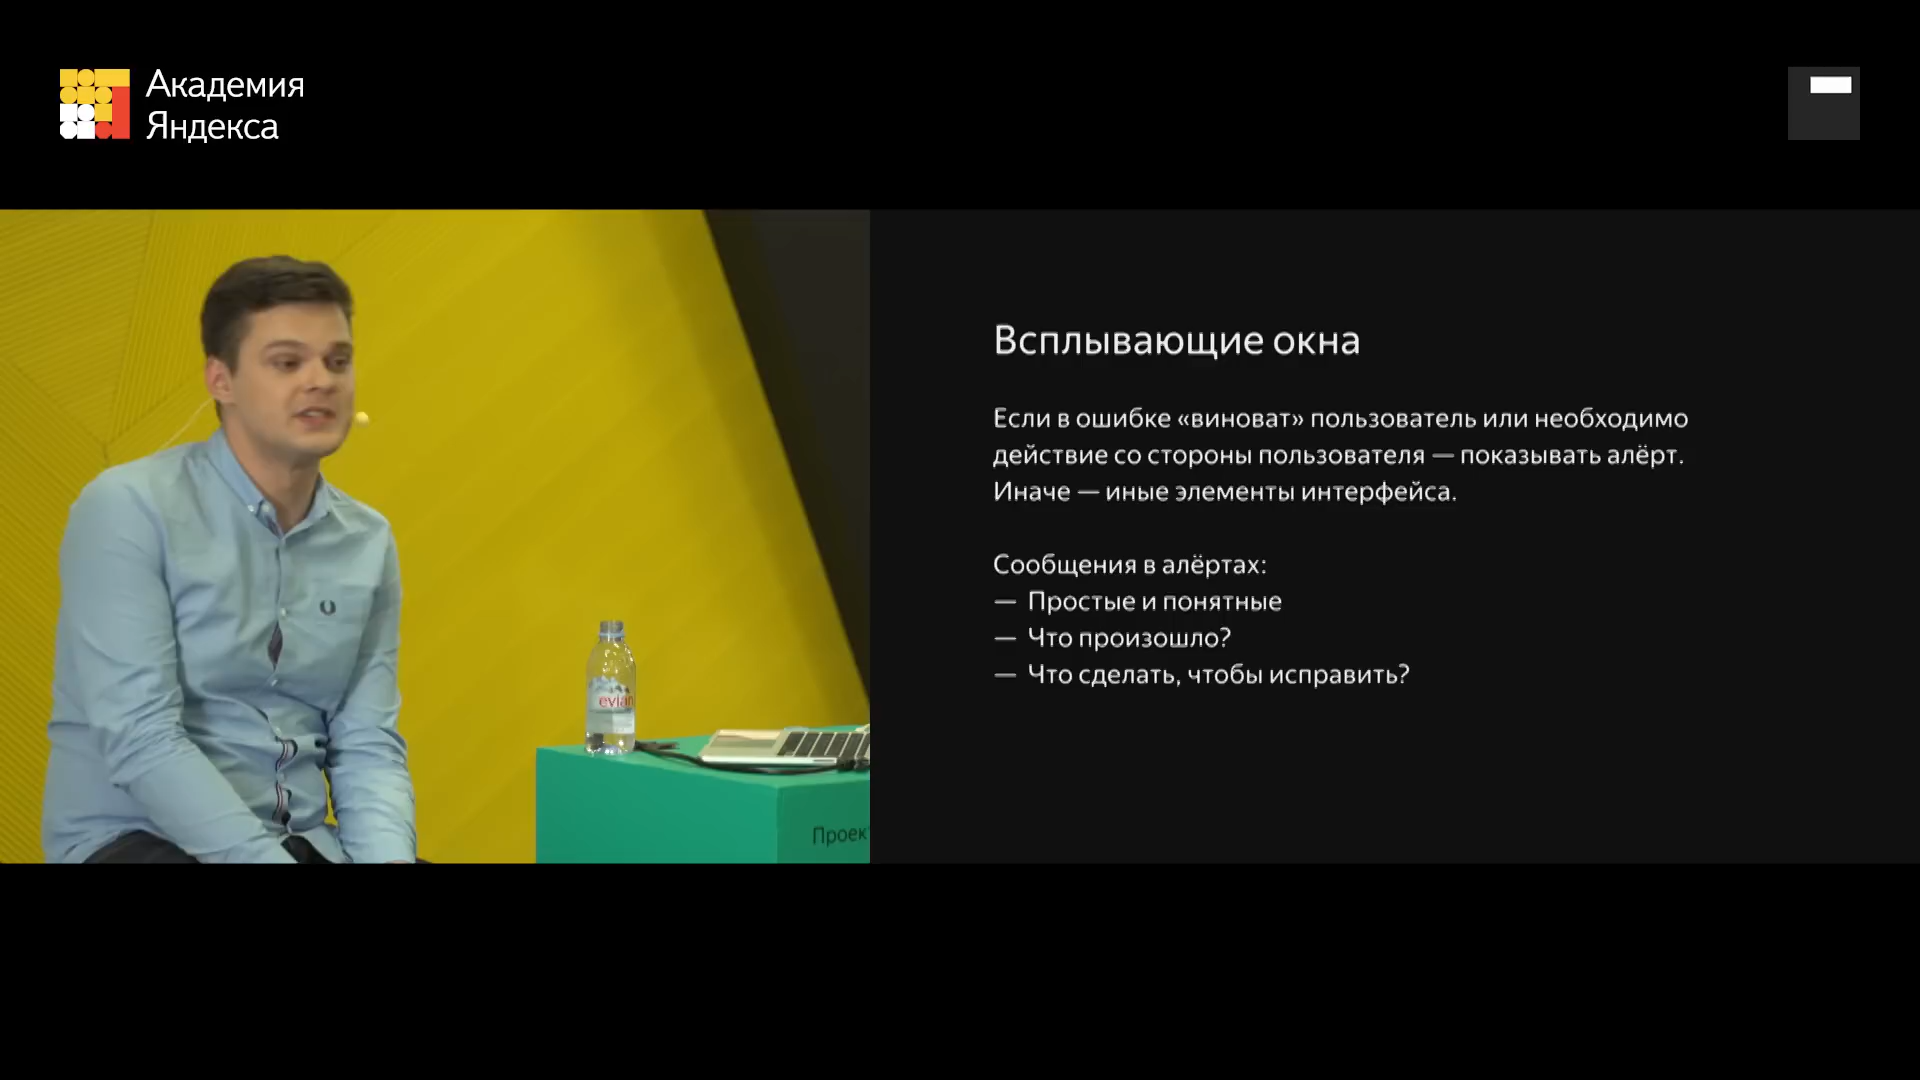 Академия
Яндекса
Всплывающие окна
Если в ошибке «виноват» пользователь или необходимо
действие со стороны пользователя — показывать алёрт.
Иначе — иные элементы интерфейса.
Сообщения в алёртах:
— Простые и понятные
— Что произошло?
— Что сделать, чтобы исправить?
evian
Проек